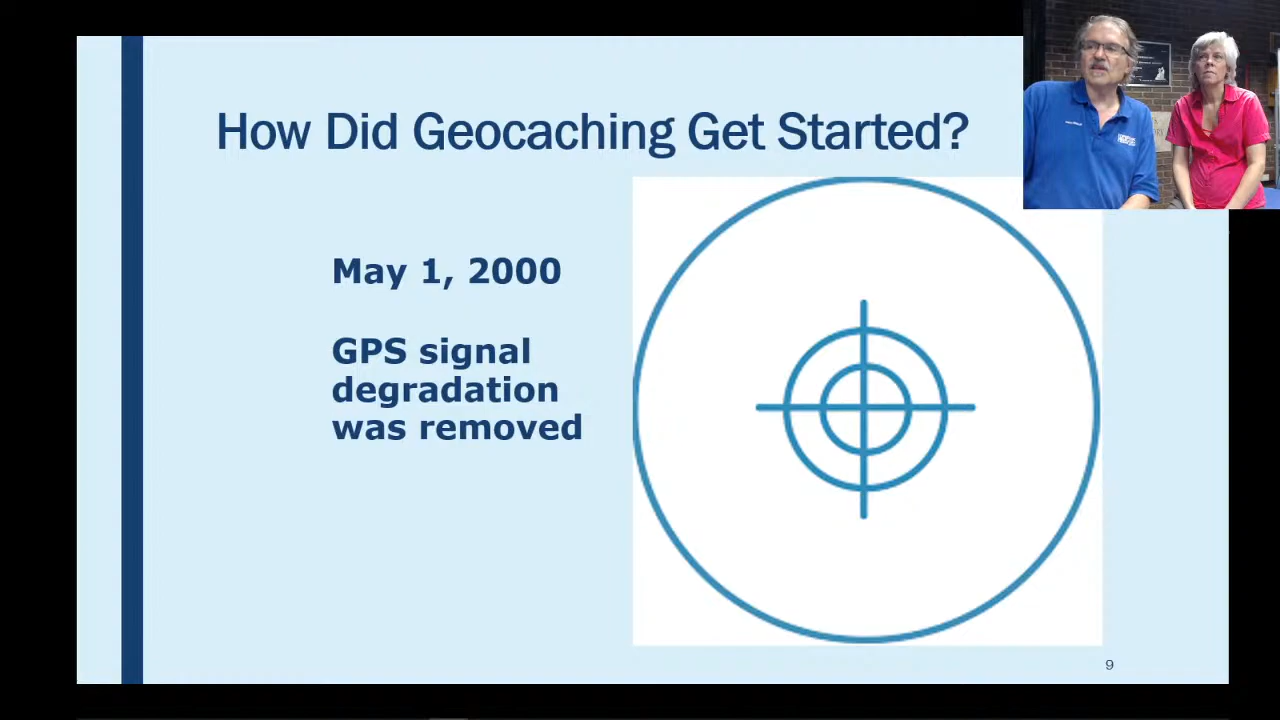 How Did Geocaching Get Started?
May 1, 2000
GPS signal
degradation
was removed
9